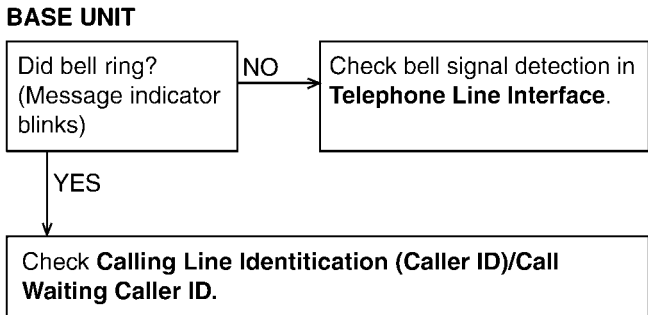 BASE UNIT
Did bell ring?
(Message indicator
blinks)
NO
Check bell signal detection in
Telephone Line Interface.
YES
Check Calling Line Identitication (Caller ID)/Call
Waiting Caller ID.